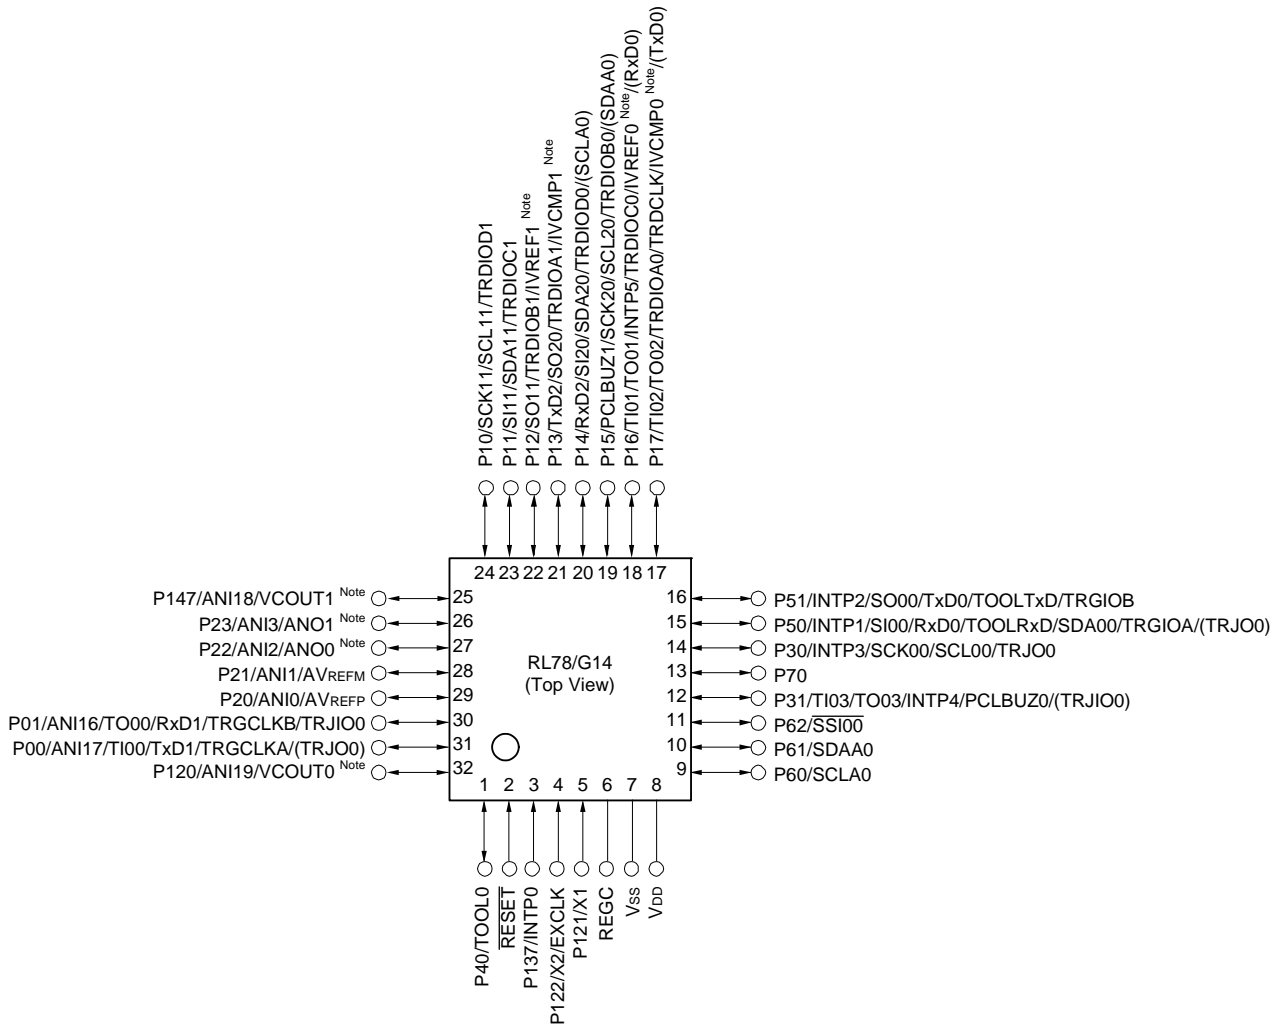 P10/SCK11/SCL11/TRDIOD1
P11/SI11/SDA11/TRDIOC1
P12/SO11/TRDIOB1/IVREF1 Note
P13/TxD2/SO20/TRDIOA1/IVCMP1 Note
P14/RxD2/SI20/SDA20/TRDIOD0/(SCLA0)
P15/PCLBUZ1/SCK20/SCL20/TRDIOB0/(SDAA0)
P16/TI01/TO01/INTP5/TRDIOC0/IVREF0 Note/(RxD0)
P17/TI02/TO02/TRDIOA0/TRDCLK/IVCMP0 Note/(TxD0)
24 23 22 21 20 19 18 17
P147/ANI18/VCOUT1 Note 25
P23/ANI3/ANO1 Note 26
P22/ANI2/ANO0 Note 27
P21/ANI1/AVREFM 28
P20/ANI0/AVREFP 29
P01/ANI16/TO00/RxD1/TRGCLKB/TRJIO0 30
P00/ANI17/TI00/TxD1/TRGCLKA/(TRJO0) 31
P120/ANI19/VCOUT0 Note 32
RL78/G14
(Top View)
16 P51/INTP2/SO00/TxD0/TOOLTxD/TRGIOB
15 P50/INTP1/SI00/RxD0/TOOLRxD/SDA00/TRGIOA/(TRJO0)
14 P30/INTP3/SCK00/SCL00/TRJO0
13 P70
12 P31/TI03/TO03/INTP4/PCLBUZ0/(TRJIO0)
11 P62/SSI00
10 P61/SDAA0
9 P60/SCLA0
1 2 3 4 5 6 7 8
P40/TOOL0
RESET
P137/INTP0
P122/X2/EXCLK
P121/X1
REGC
VSS
VDD